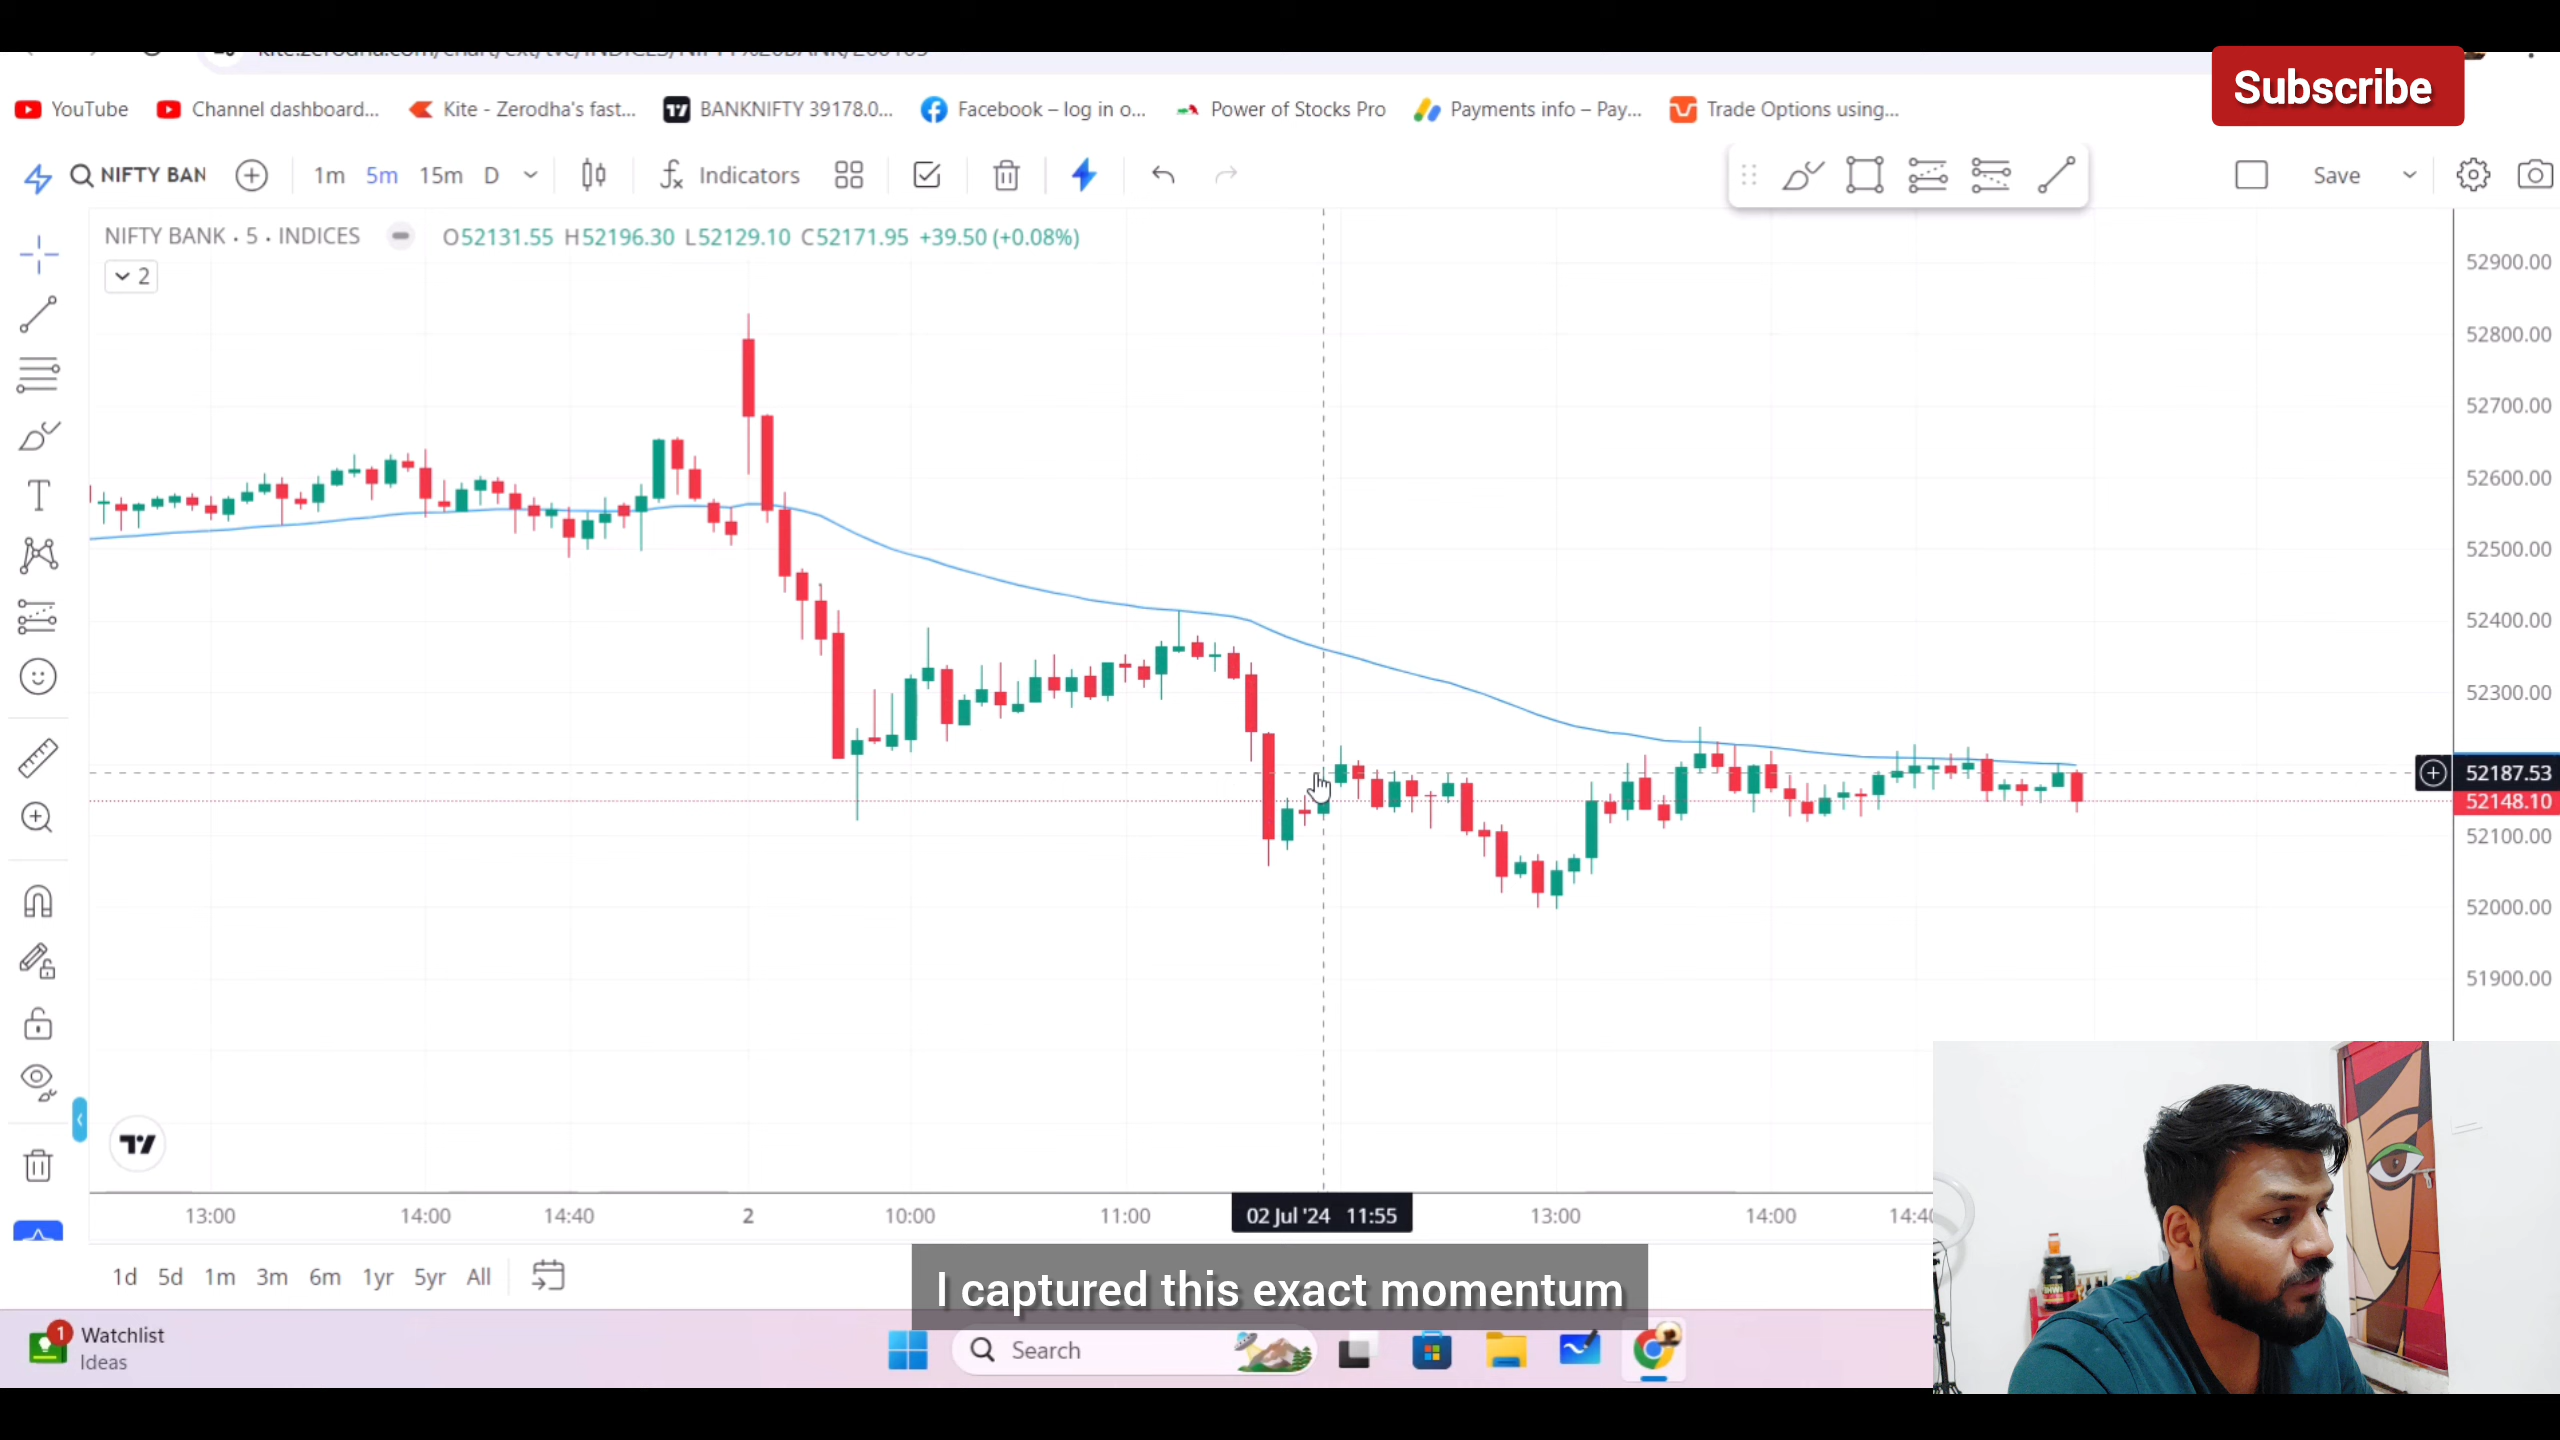 Subscribe
YouTube
Channel dashboard...
Kite - Zerodha's fast...
BANKNIFTY 39178.0...
Facebook – log in o...
Power of Stocks Pro
Payments info – Pay...
Trade Options using...
NIFTY BAN
1m 5m 15m D
Indicators
Save
NIFTY BANK · 5 · INDICES
O52131.55 H52196.30 L52129.10 C52171.95 +39.50 (+0.08%)
2
52900.00
52800.00
52700.00
52600.00
52500.00
52400.00
52300.00
52187.53
52148.10
52100.00
52000.00
51900.00
13:00 14:00 14:40 2 10:00 11:00 02 Jul '24 11:55 13:00 14:00 14:40
1d 5d 1m 3m 6m 1yr 5yr All
I captured this exact momentum
1
Watchlist
Ideas
Search